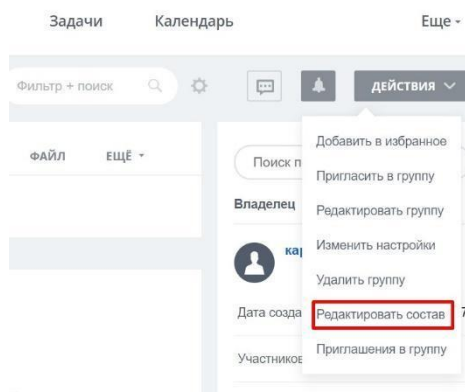 Задачи Календарь Еще
Фильтр + поиск ДЕЙСТВИЯ
Добавить в избранное
ФАЙЛ ЕЩЁ
Поиск п
Пригласить в группу
Владелец
Редактировать группу
кар
Изменить настройки
Удалить группу
Дата созда
Редактировать состав
7
Приглашения в группу
Участников